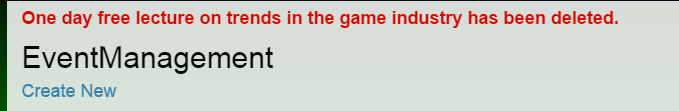 One day free lecture on trends in the game industry has been deleted.
EventManagement
Create New